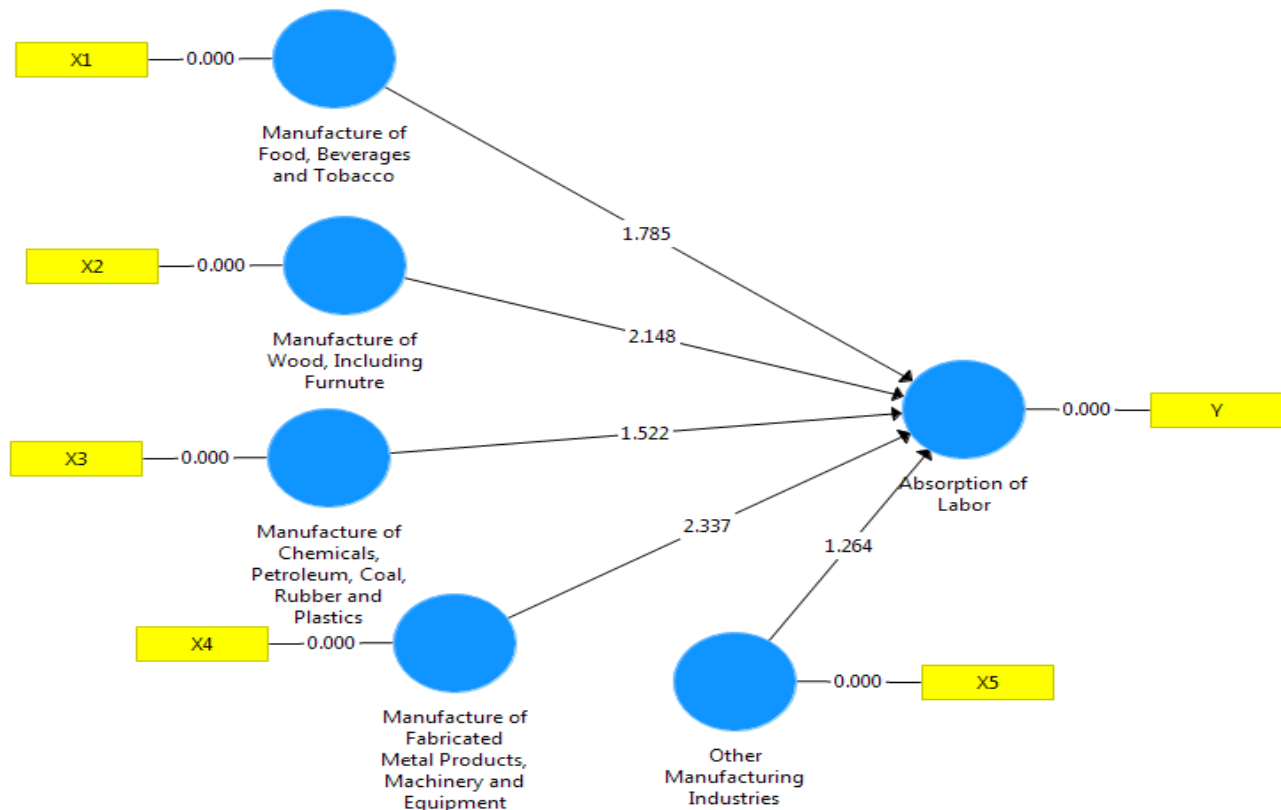 X1
0.000
Manufacture of
Food, Beverages
and Tobacco
1.785
X2
0.000
Manufacture of
Wood, Including
Furnutre
2.148
X3
0.000
Manufacture of
Chemicals,
Petroleum, Coal,
Rubber and
Plastics
1.522
0.000
Y
Absorption of
Labor
X4
0.000
Manufacture of
Fabricated
Metal Products,
Machinery and
Equipment
2.337
1.264
0.000
X5
Other
Manufacturing
Industries